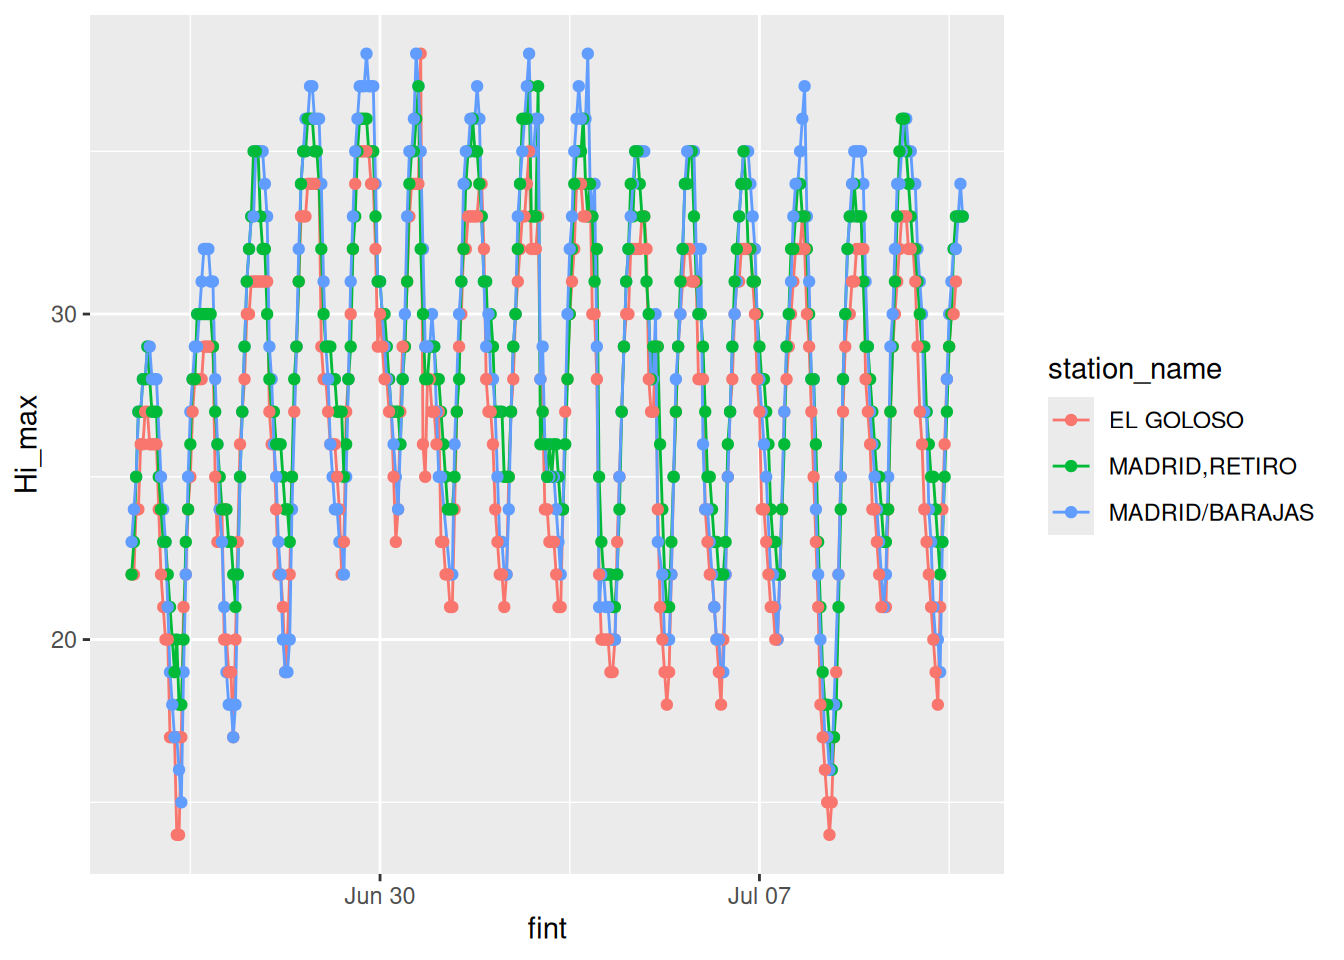 Hi_max
30
20
Jun 30
Jul 07
fint
station_name
EL GOLOSO
MADRID,RETIRO
MADRID/BARAJAS